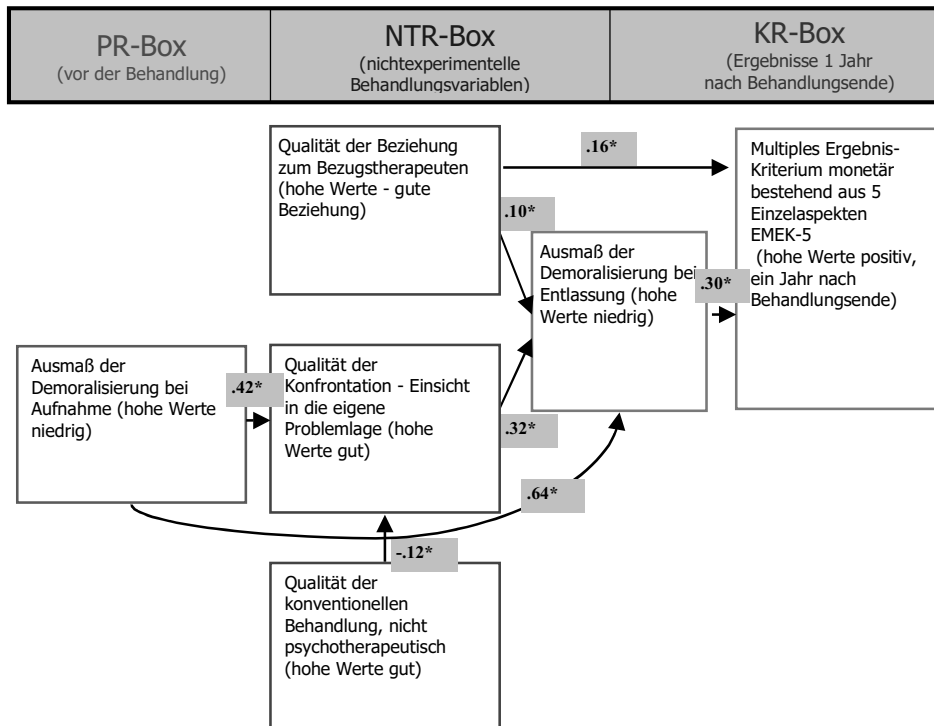 PR-Box
(vor der Behandlung)
NTR-Box
(nichtexperimentelle
Behandlungsvariablen)
KR-Box
(Ergebnisse 1 Jahr
nach Behandlungsende)
Qualität der Beziehung
zum Bezugstherapeuten
(hohe Werte - gute
Beziehung)
.16*
.10*
Multiples Ergebnis-
Kriterium monetär
bestehend aus 5
Einzelaspekten
EMEK-5
(hohe Werte positiv,
ein Jahr nach
Behandlungsende)
Ausmaß der
Demoralisierung bei
Entlassung (hohe
Werte niedrig)
.30*
Ausmaß der
Demoralisierung bei
Aufnahme (hohe Werte
niedrig)
.42*
Qualität der
Konfrontation - Einsicht
in die eigene
Problemlage (hohe
Werte gut)
.32*
.64*
-.12*
Qualität der
konventionellen
Behandlung, nicht
psychotherapeutisch
(hohe Werte gut)